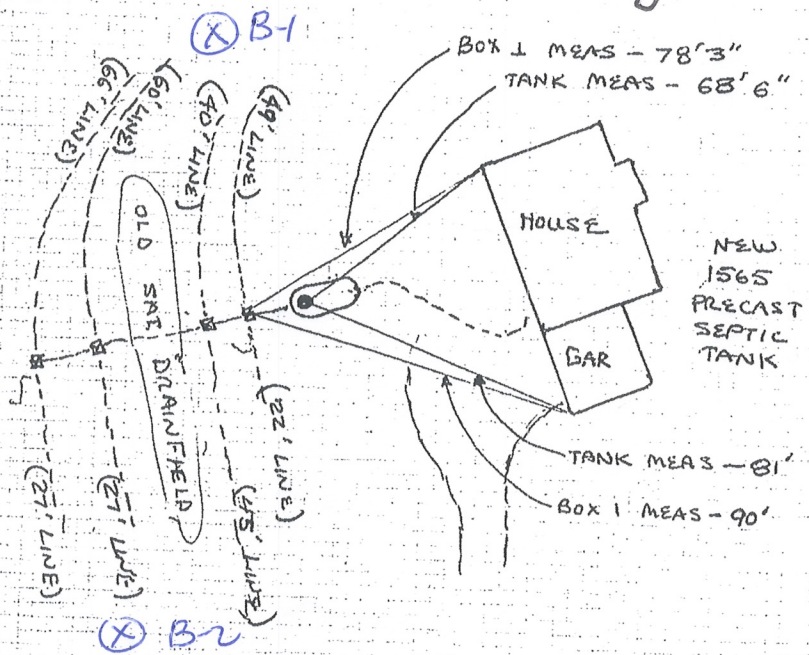 X B-1
BOX 1 MEAS - 78'3"
TANK MEAS - 68'6"
(66' LINE)
(60' LINE)
(40' LINE)
(49' LINE)
HOUSE
NEW
1565
PRECAST
SEPTIC
TANK
OLD
DRAINFIELD
GAR
(22' LINE)
TANK MEAS - 81'
BOX 1 MEAS - 90'
(27' LINE)
(27' LINE)
(45' LINE)
X B-2